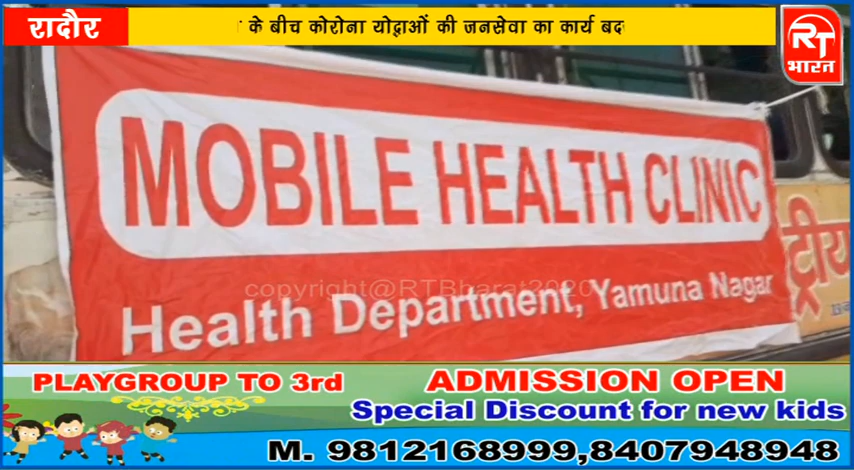 रादौर
के बीच कोरोना योद्धाओं की जनसेवा का कार्य
RT
भारत
MOBILE HEALTH CLINIC
copyright@RTBharat2020
Health Department, Yamuna Nagar
PLAYGROUP TO 3rd
ADMISSION OPEN
Special Discount for new kids
M. 9812168999,8407948948